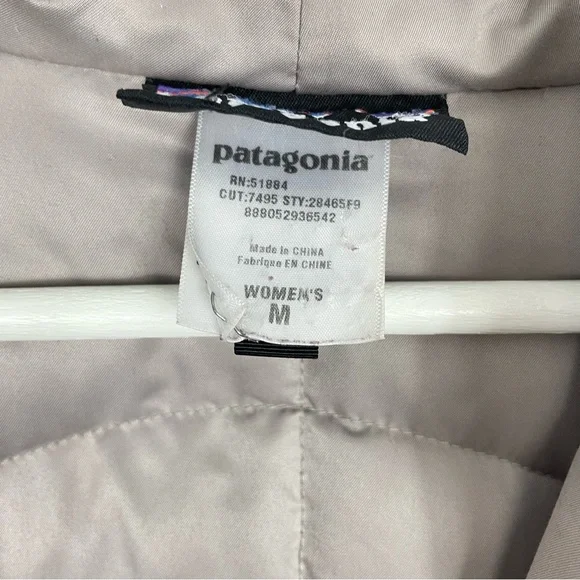 patagonia
RN:51884
CUT:7495 STY:28465F9
888052936542
Made in CHINA
Fabriqué EN CHINE
WOMEN'S
M